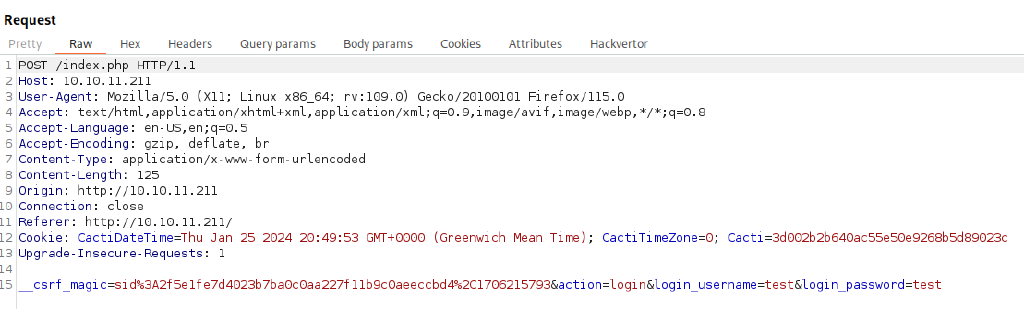 Request
Pretty Raw Hex Headers Query params Body params Cookies Attributes Hackvertor
1 POST /index.php HTTP/1.1
2 Host: 10.10.11.211
3 User-Agent: Mozilla/5.0 (X11; Linux x86_64; rv:109.0) Gecko/20100101 Firefox/115.0
4 Accept: text/html,application/xhtml+xml,application/xml;q=0.9,image/avif,image/webp,*/*;q=0.8
5 Accept-Language: en-US,en;q=0.5
6 Accept-Encoding: gzip, deflate, br
7 Content-Type: application/x-www-form-urlencoded
8 Content-Length: 125
9 Origin: http://10.10.11.211
10 Connection: close
11 Referer: http://10.10.11.211/
12 Cookie: CactiDateTime=Thu Jan 25 2024 20:49:53 GMT+0000 (Greenwich Mean Time); CactiTimeZone=0; Cacti=3d002b2b640ac55e50e9268b5d89023c
13 Upgrade-Insecure-Requests: 1
14
15 __csrf_magic=sid%3A2f5e1fe7d4023b7ba0c0aa227f11b9c0aeeccbd4%2C1706215793&action=login&login_username=test&login_password=test